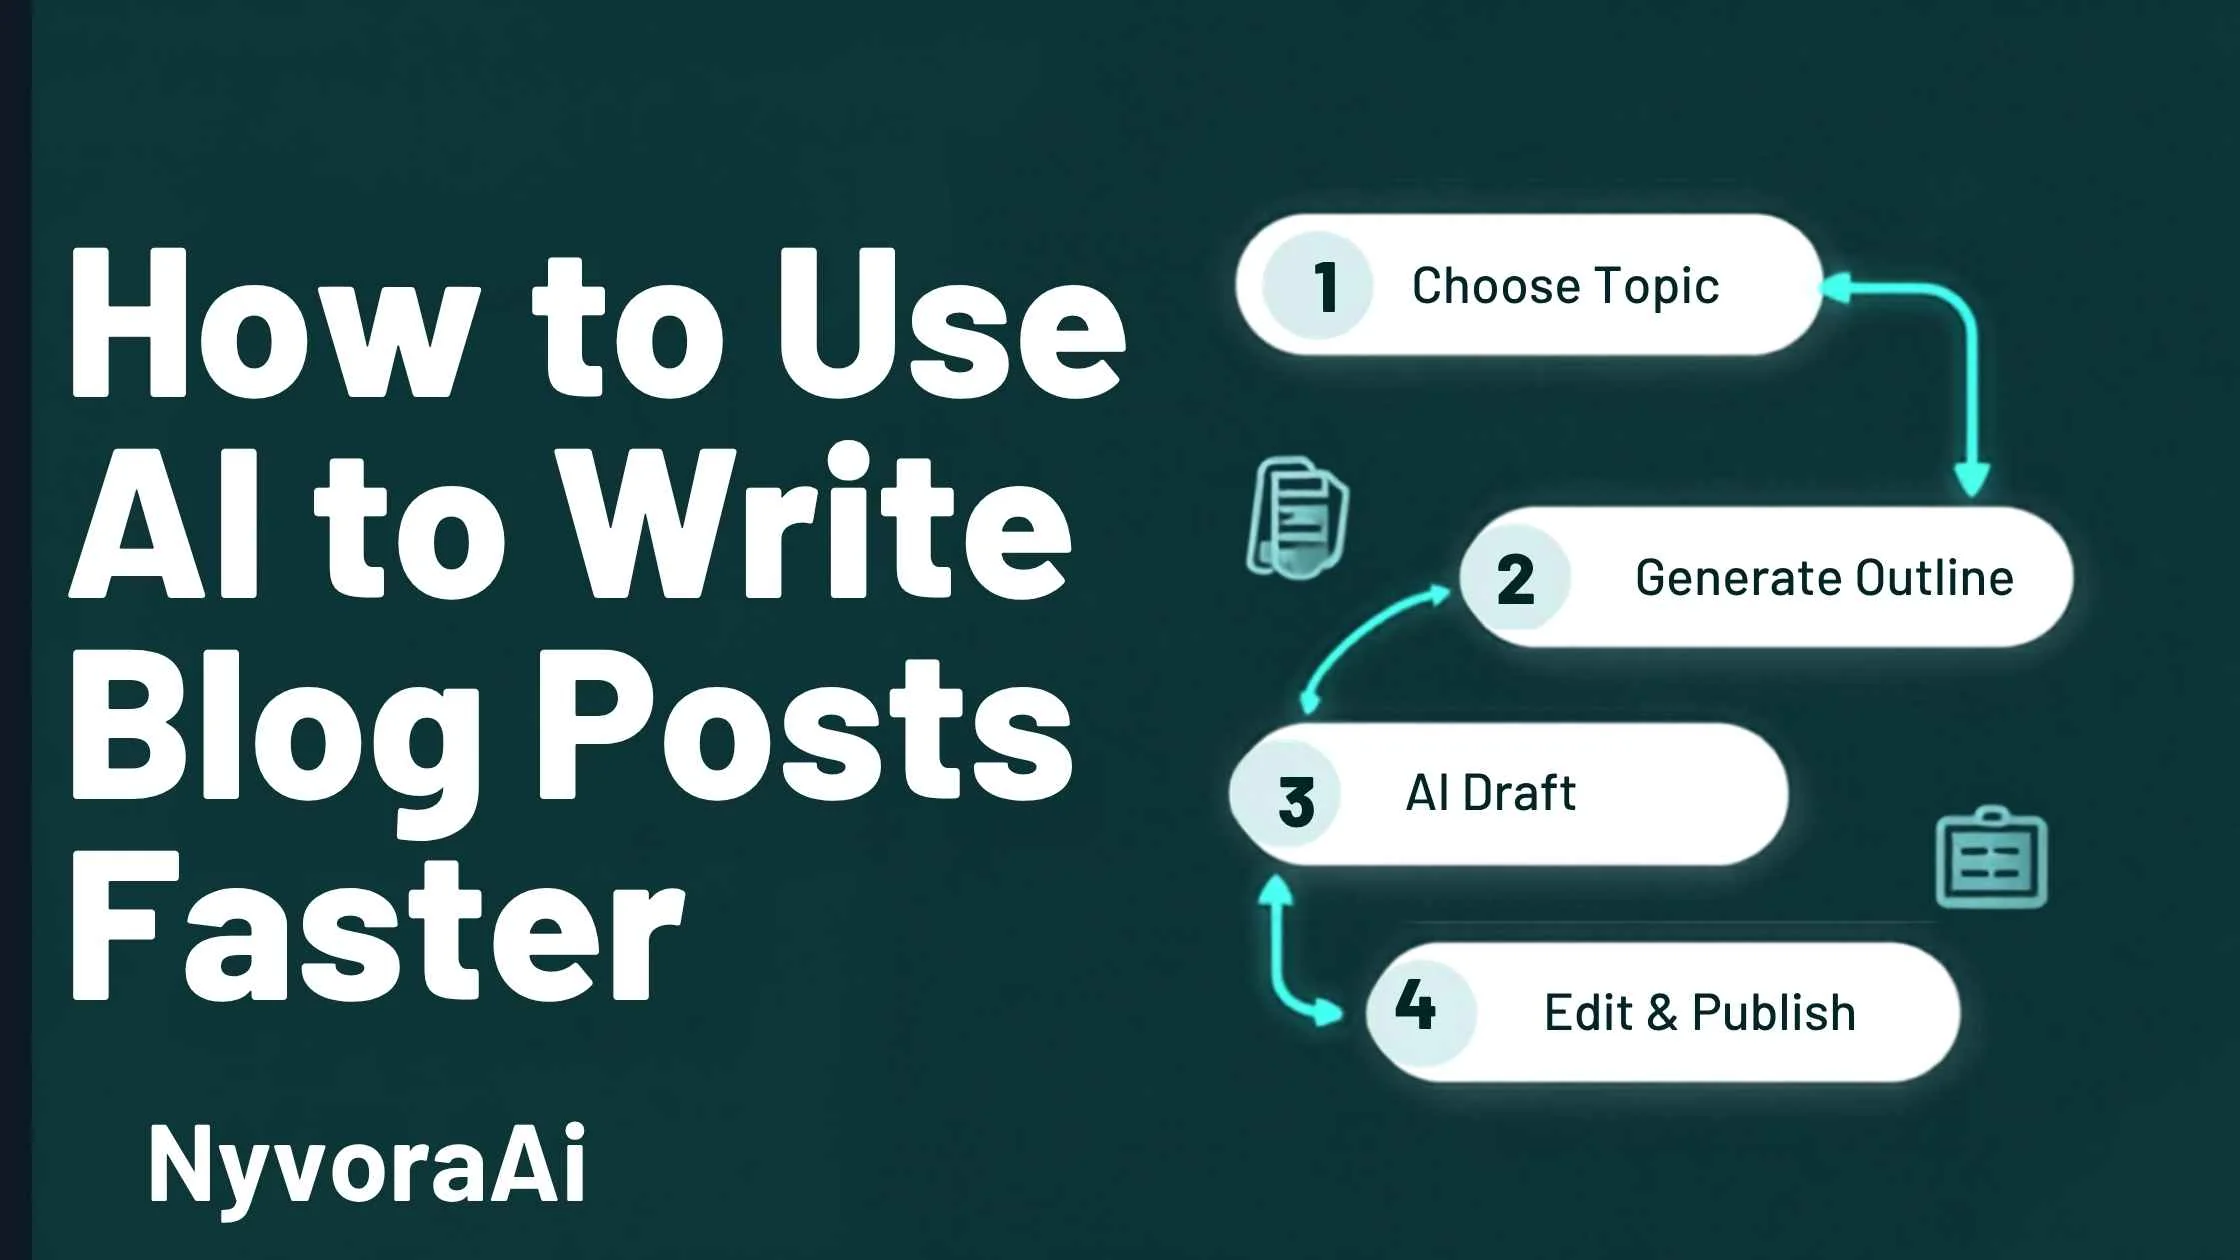 How to Use
AI to Write
Blog Posts
Faster
NyvoraAi
1 Choose Topic
2 Generate Outline
3 AI Draft
4 Edit & Publish